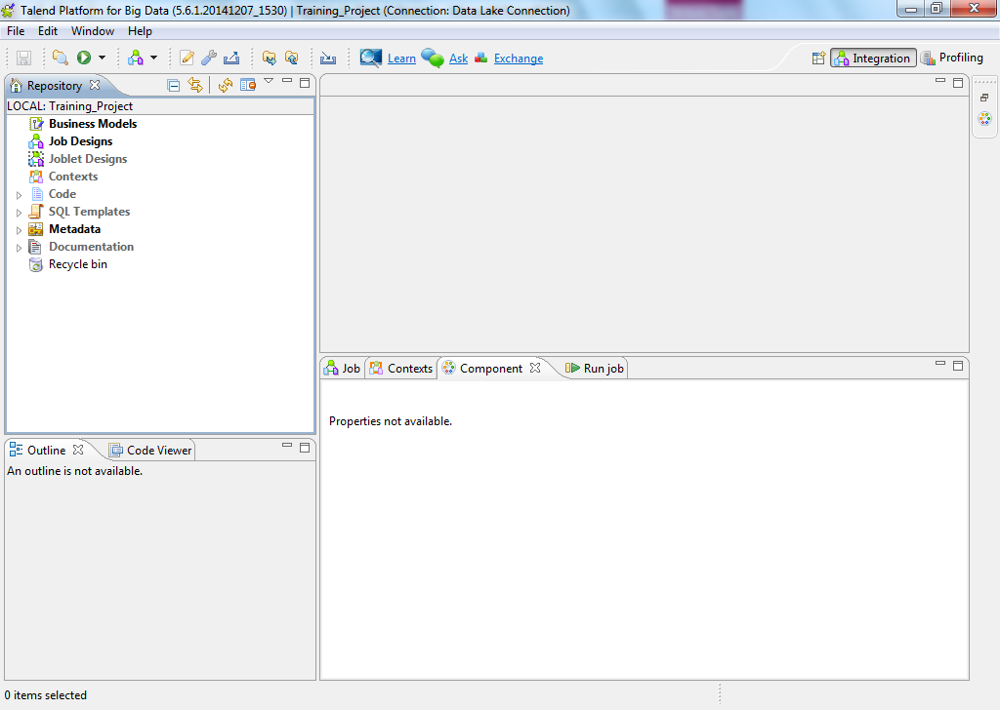 Talend Platform for Big Data (5.6.1.20141207_1530) | Training_Project (Connection: Data Lake Connection)
File Edit Window Help
Learn Ask Exchange Integration Profiling
Repository
LOCAL: Training_Project
Business Models
Job Designs
Joblet Designs
Contexts
Code
SQL Templates
Metadata
Documentation
Recycle bin
Job Contexts Component Run job
Properties not available.
Outline Code Viewer
An outline is not available.
0 items selected